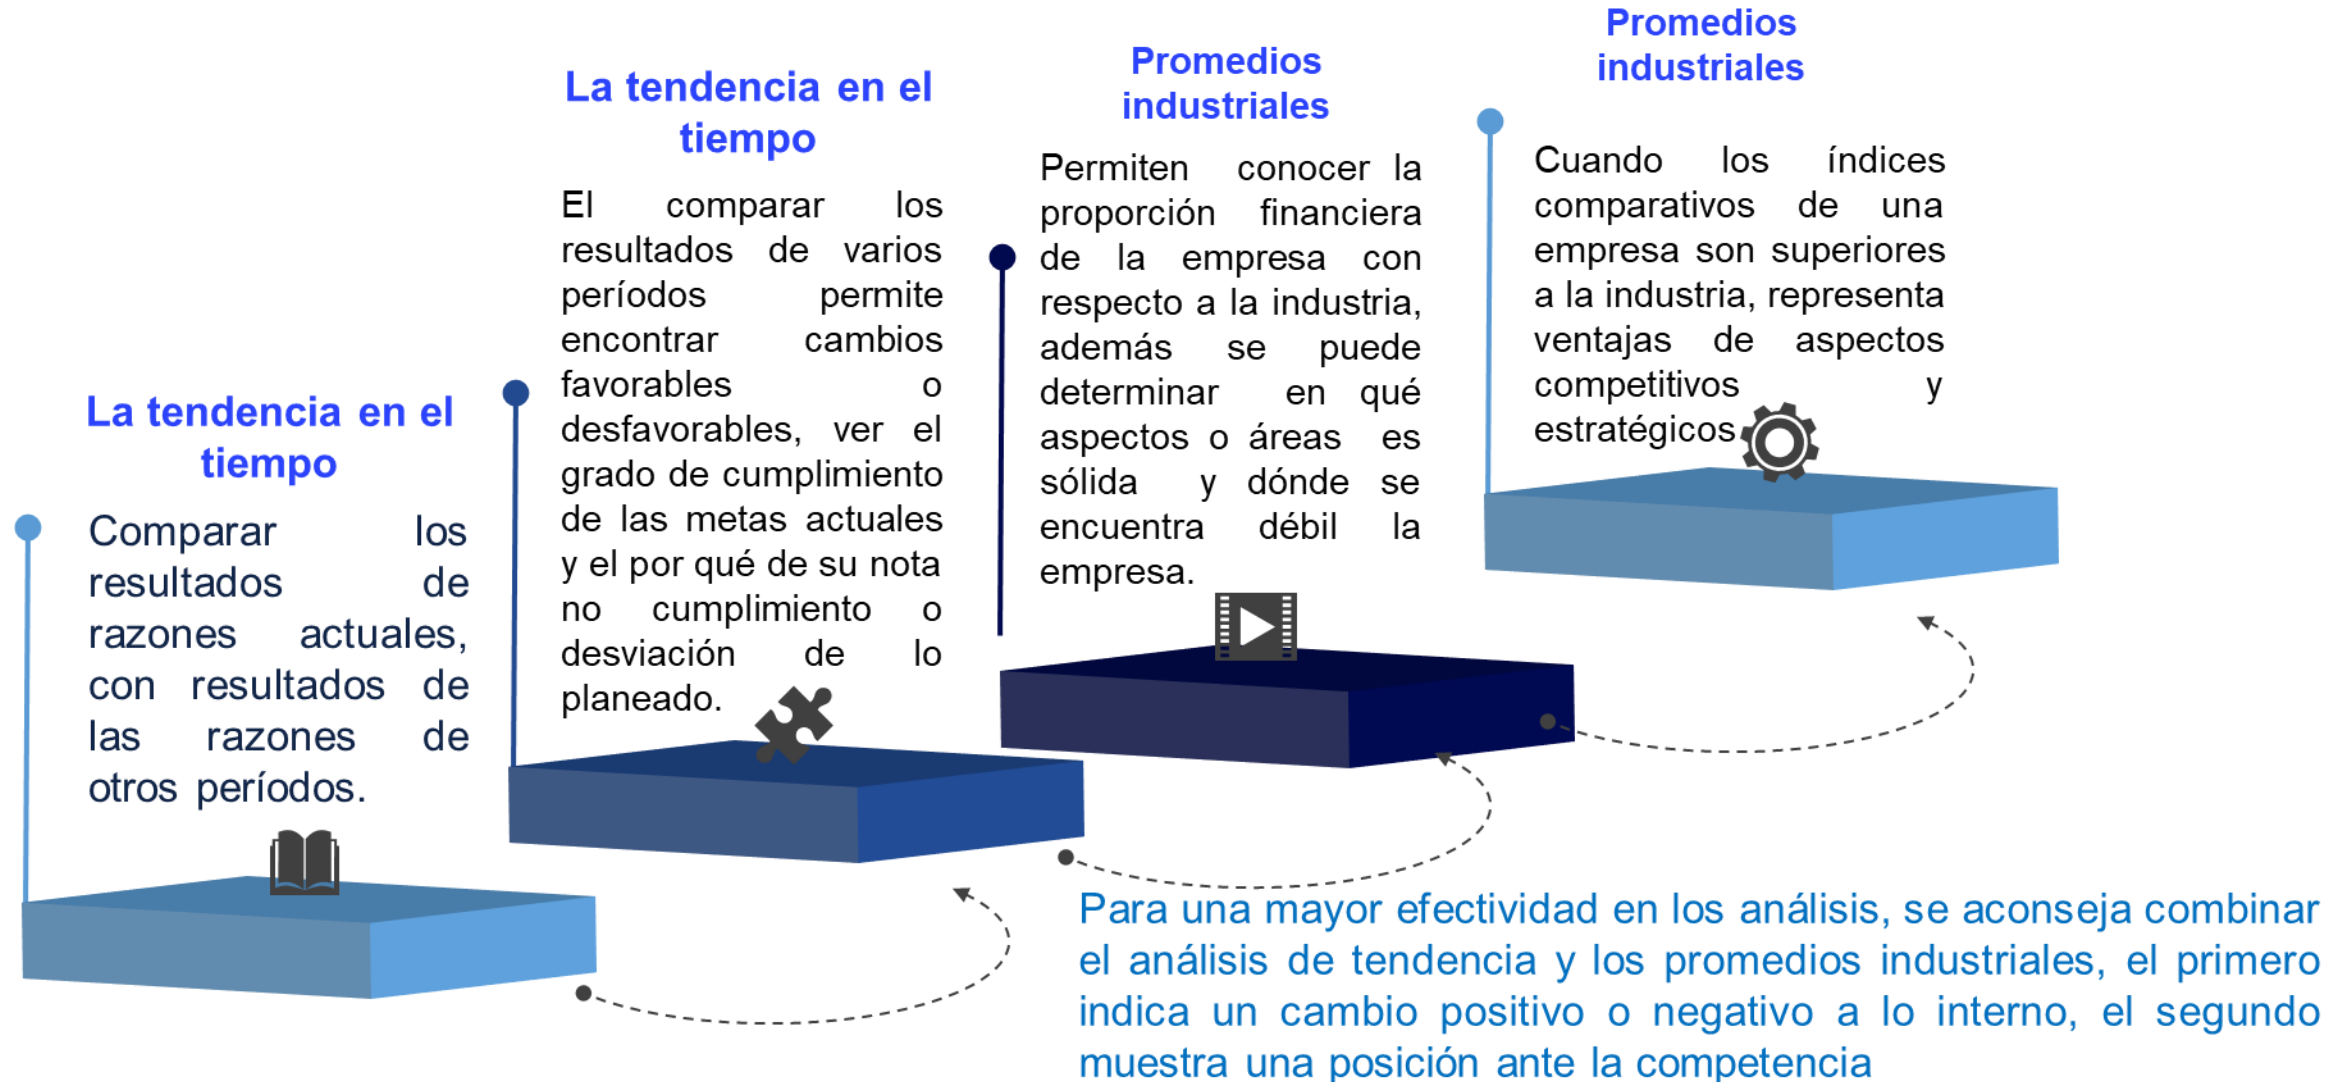 La tendencia en el
tiempo
Comparar los
resultados de
razones actuales,
con resultados de
las razones de
otros períodos.
La tendencia en el
tiempo
El comparar los
resultados de varios
períodos permite
encontrar cambios
favorables o
desfavorables, ver el
grado de cumplimiento
de las metas actuales
y el por qué de su nota
no cumplimiento o
desviación de lo
planeado.
Promedios
industriales
Permiten conocer la
proporción financiera
de la empresa con
respecto a la industria,
además se puede
determinar en qué
aspectos o áreas es
sólida y dónde se
encuentra débil la
empresa.
Promedios
industriales
Cuando los índices
comparativos de una
empresa son superiores
a la industria, representa
ventajas de aspectos
competitivos y
estratégicos
Para una mayor efectividad en los análisis, se aconseja combinar
el análisis de tendencia y los promedios industriales, el primero
indica un cambio positivo o negativo a lo interno, el segundo
muestra una posición ante la competencia